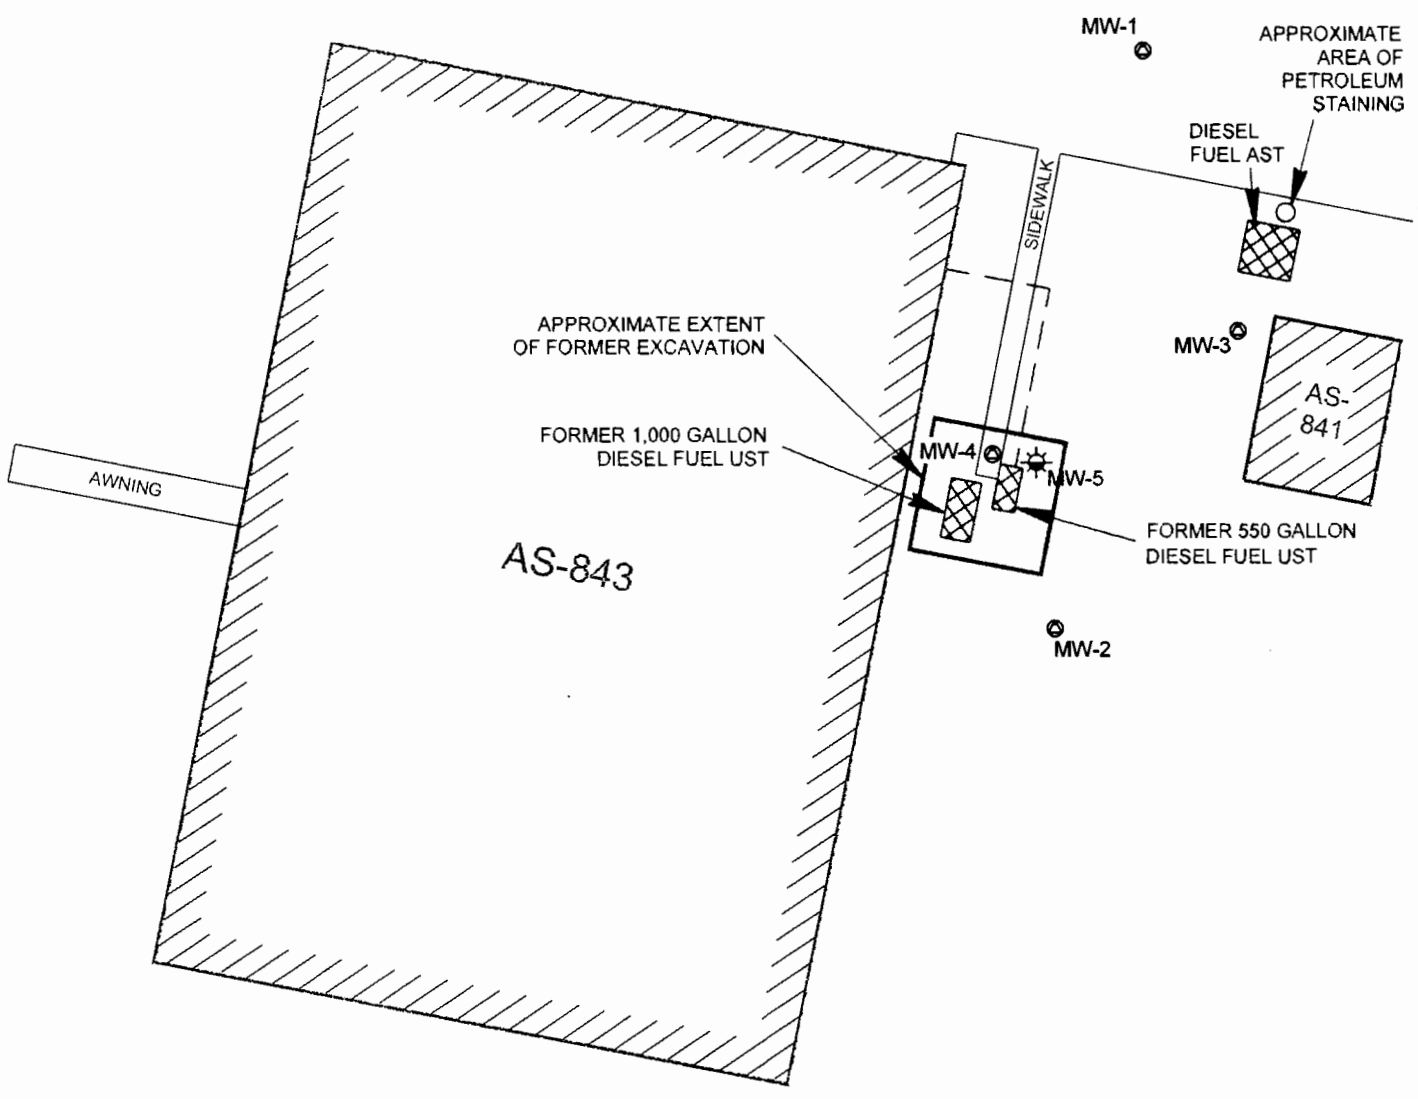 MW-1
APPROXIMATE
AREA OF
PETROLEUM
STAINING
DIESEL
FUEL AST
SIDEWALK
APPROXIMATE EXTENT
OF FORMER EXCAVATION
MW-3
AS-
841
FORMER 1,000 GALLON
DIESEL FUEL UST
MW-4
MW-5
AWNING
FORMER 550 GALLON
DIESEL FUEL UST
AS-843
MW-2